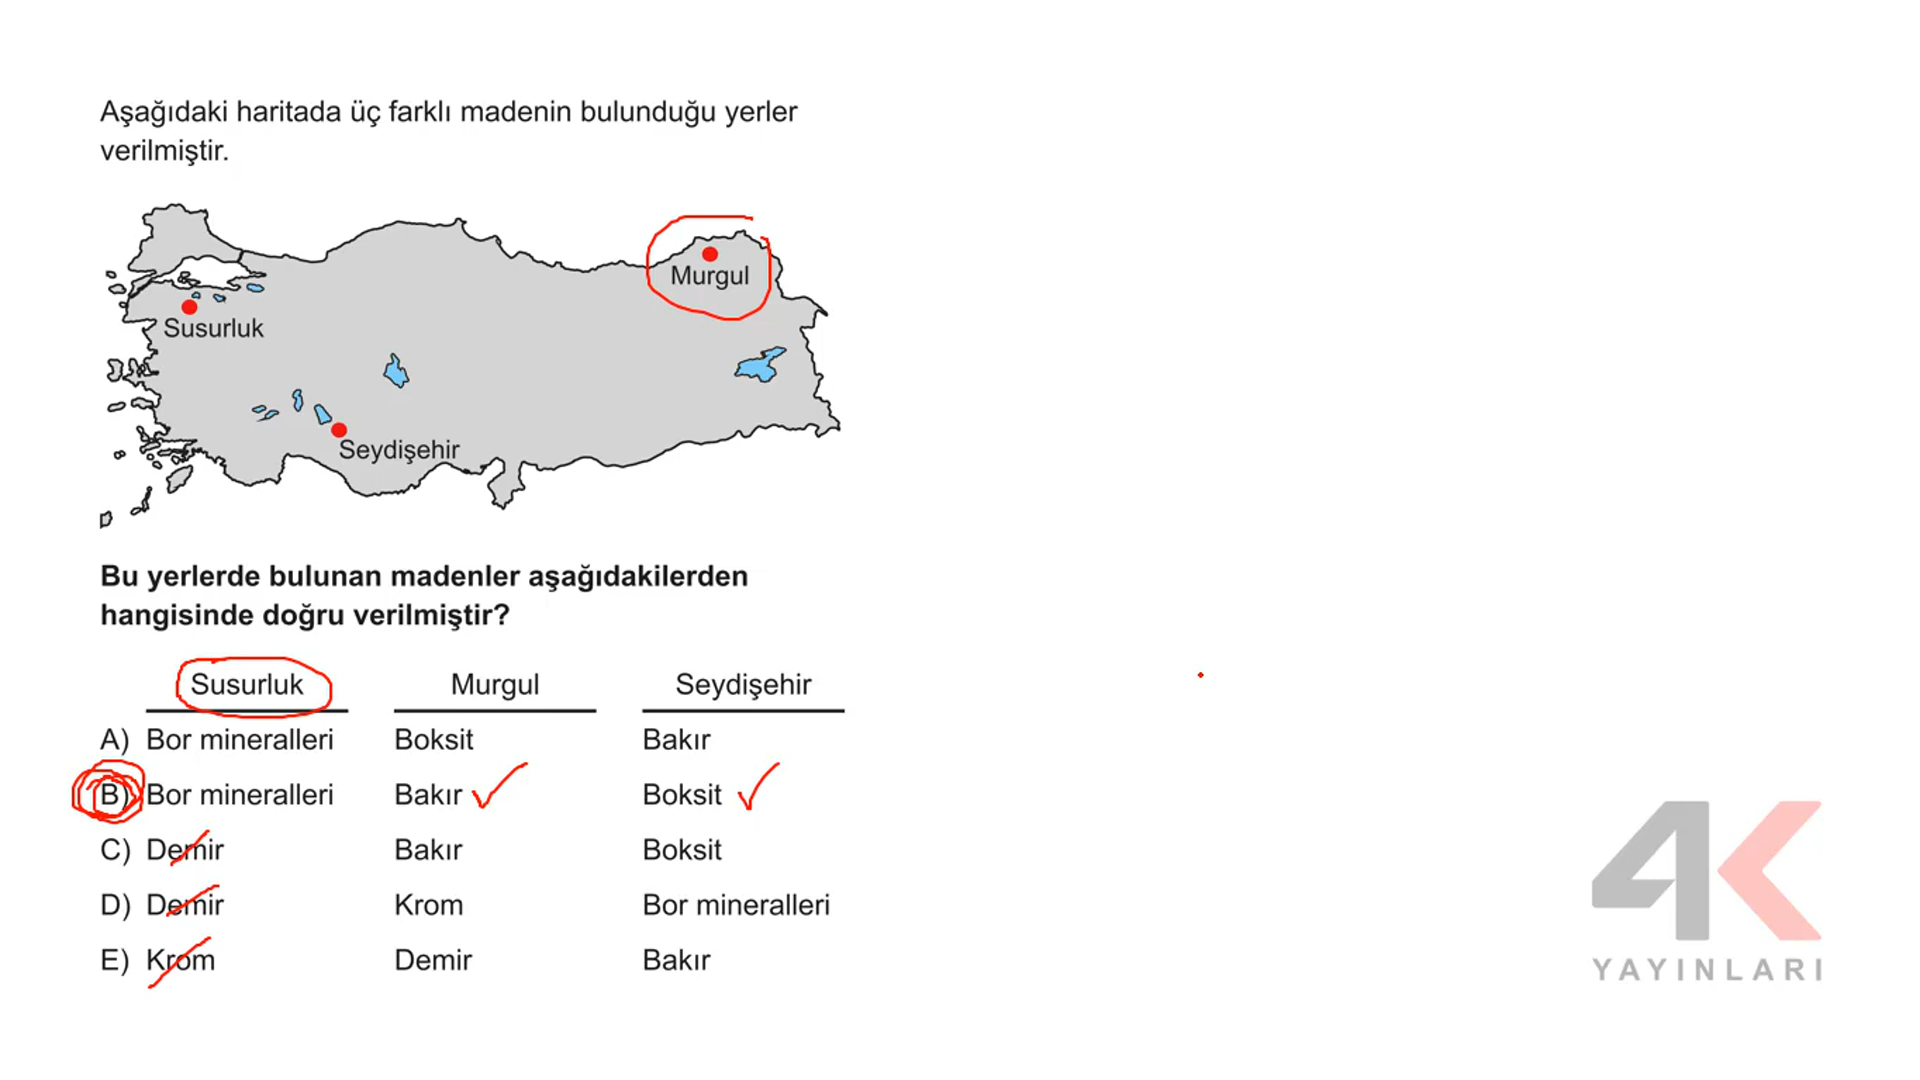 Aşağıdaki haritada üç farklı madenin bulunduğu yerler
verilmiştir.
Murgul
Susurluk
Seydişehir
Bu yerlerde bulunan madenler aşağıdakilerden
hangisinde doğru verilmiştir?
Susurluk Murgul Seydişehir
A) Bor mineralleri Boksit Bakır
B) Bor mineralleri Bakır Boksit
C) Demir Bakır Boksit
D) Demir Krom Bor mineralleri
E) Krom Demir Bakır
4K
YAYINLARI